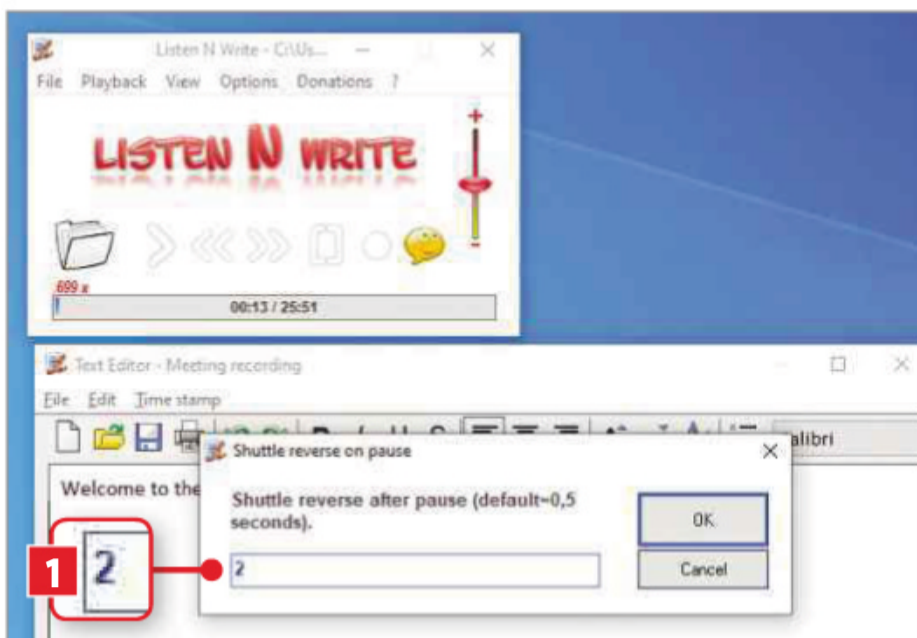 Listen N Write - C:\Us...
File Playback View Options Donations ?
LISTEN N WRITE
+
-
699 x
00:13 / 25:51
Text Editor - Meeting recording
File Edit Time stamp
alibri
Shuttle reverse on pause
Welcome to the
Shuttle reverse after pause (default=0,5
seconds).
OK
1
2
2
Cancel